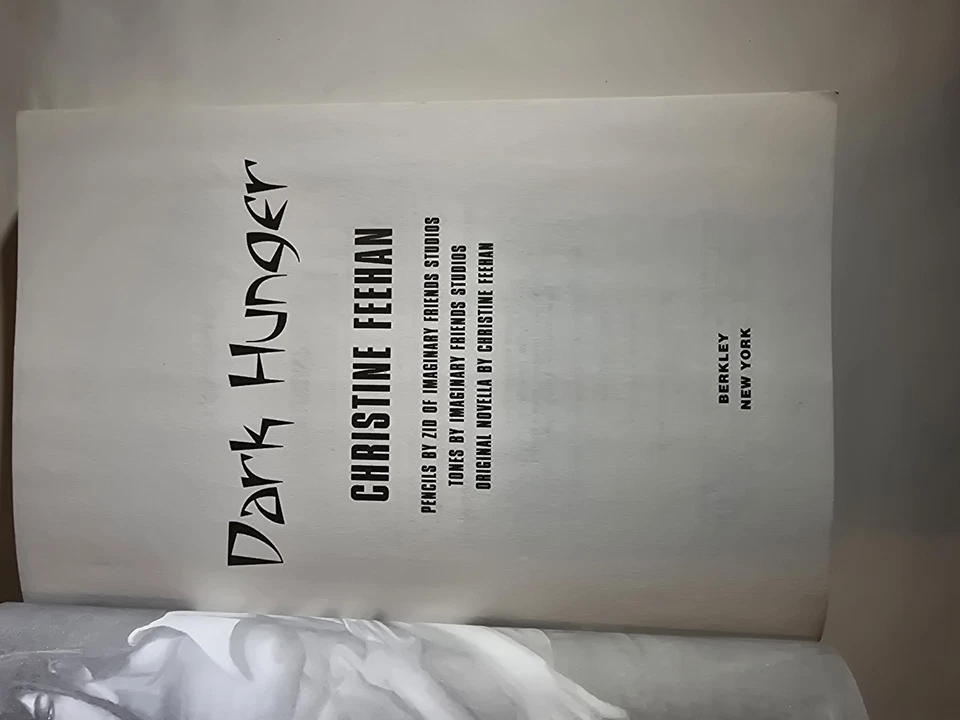 Dark Hunger
CHRISTINE FEEHAN
PENCILS BY ZID OF IMAGINARY FRIENDS STUDIOS
TONES BY IMAGINARY FRIENDS STUDIOS
ORIGINAL NOVELLA BY CHRISTINE FEEHAN
BERKLEY
NEW YORK